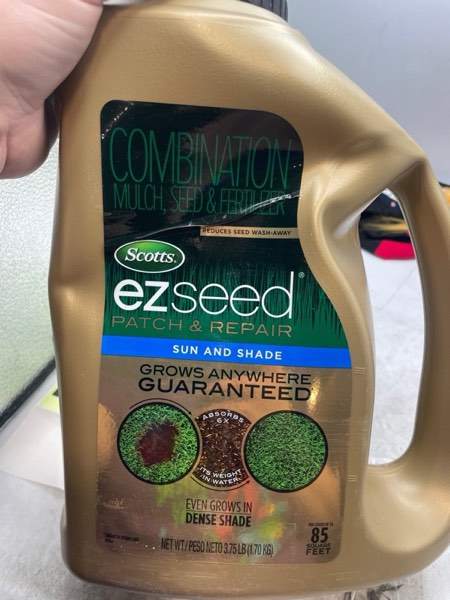 COMBINATION
MULCH, SEED & FERTILIZER
REDUCES SEED WASH-AWAY
Scotts®
ezseed®
PATCH & REPAIR
SUN AND SHADE
GROWS ANYWHERE
GUARANTEED
ABSORBS
6X
ITS WEIGHT
IN WATER
EVEN GROWS IN
DENSE SHADE
NET WT/PESO NETO 3.75 LB (1.70 KG)
85
SQUARE
FEET